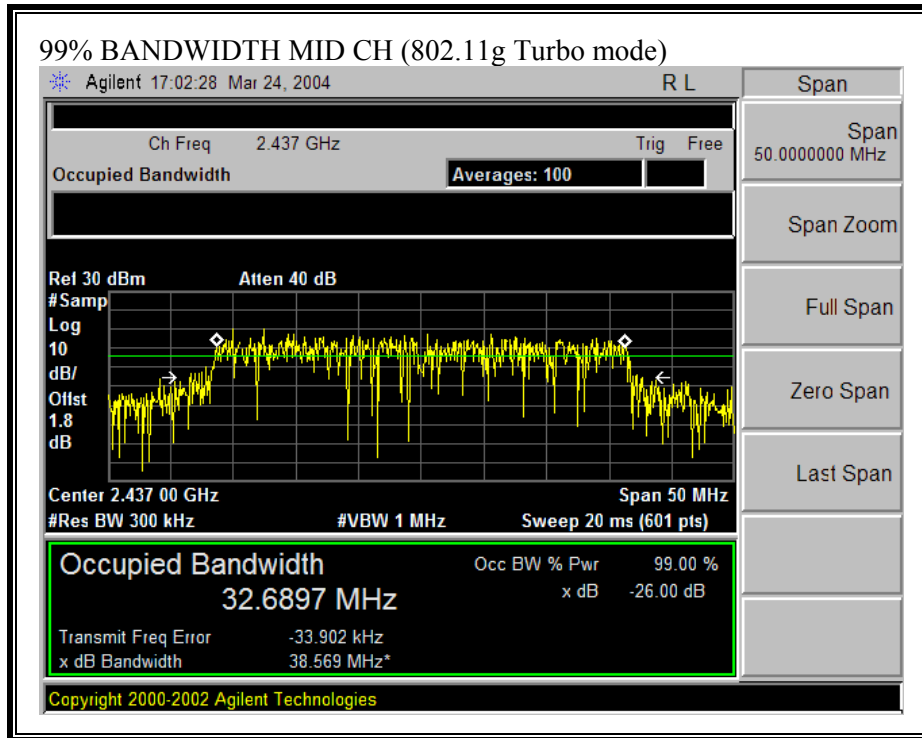 99% BANDWIDTH MID CH (802.11g Turbo mode)
Agilent 17:02:28 Mar 24, 2004 R L Span
Ch Freq 2.437 GHz Trig Free
Occupied Bandwidth Averages: 100
Span
50.0000000 MHz
Span Zoom
Full Span
Zero Span
Last Span
Ref 30 dBm Atten 40 dB
#Samp
Log
10
dB/
Offst
1.8
dB
Center 2.437 00 GHz Span 50 MHz
#Res BW 300 kHz #VBW 1 MHz Sweep 20 ms (601 pts)
Occupied Bandwidth Occ BW % Pwr 99.00 %
32.6897 MHz x dB -26.00 dB
Transmit Freq Error -33.902 kHz
x dB Bandwidth 38.569 MHz*
Copyright 2000-2002 Agilent Technologies